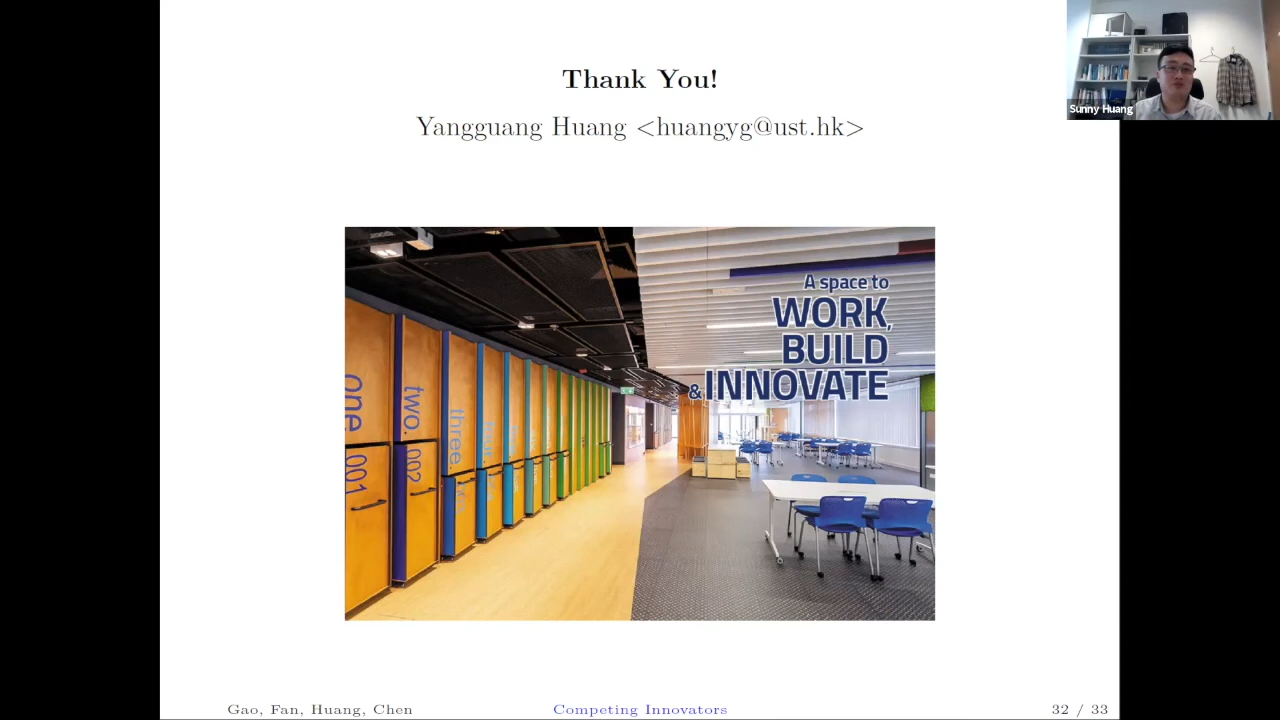 Thank You!
Yangguang Huang <huangyg@ust.hk>
Sunny Huang
A space to
WORK,
BUILD
& INNOVATE
one.
001
two.
002
three.
Gao, Fan, Huang, Chen
Competing Innovators
32 / 33